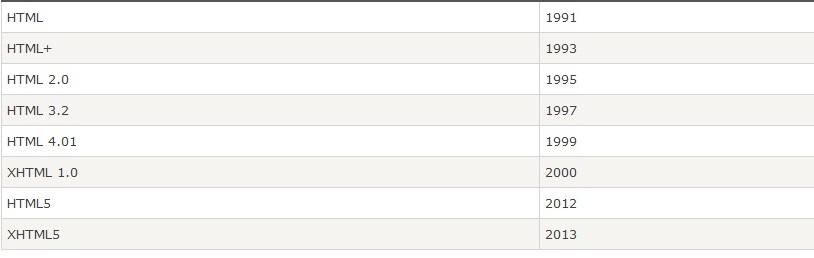 HTML 1991
HTML+ 1993
HTML 2.0 1995
HTML 3.2 1997
HTML 4.01 1999
XHTML 1.0 2000
HTML5 2012
XHTML5 2013